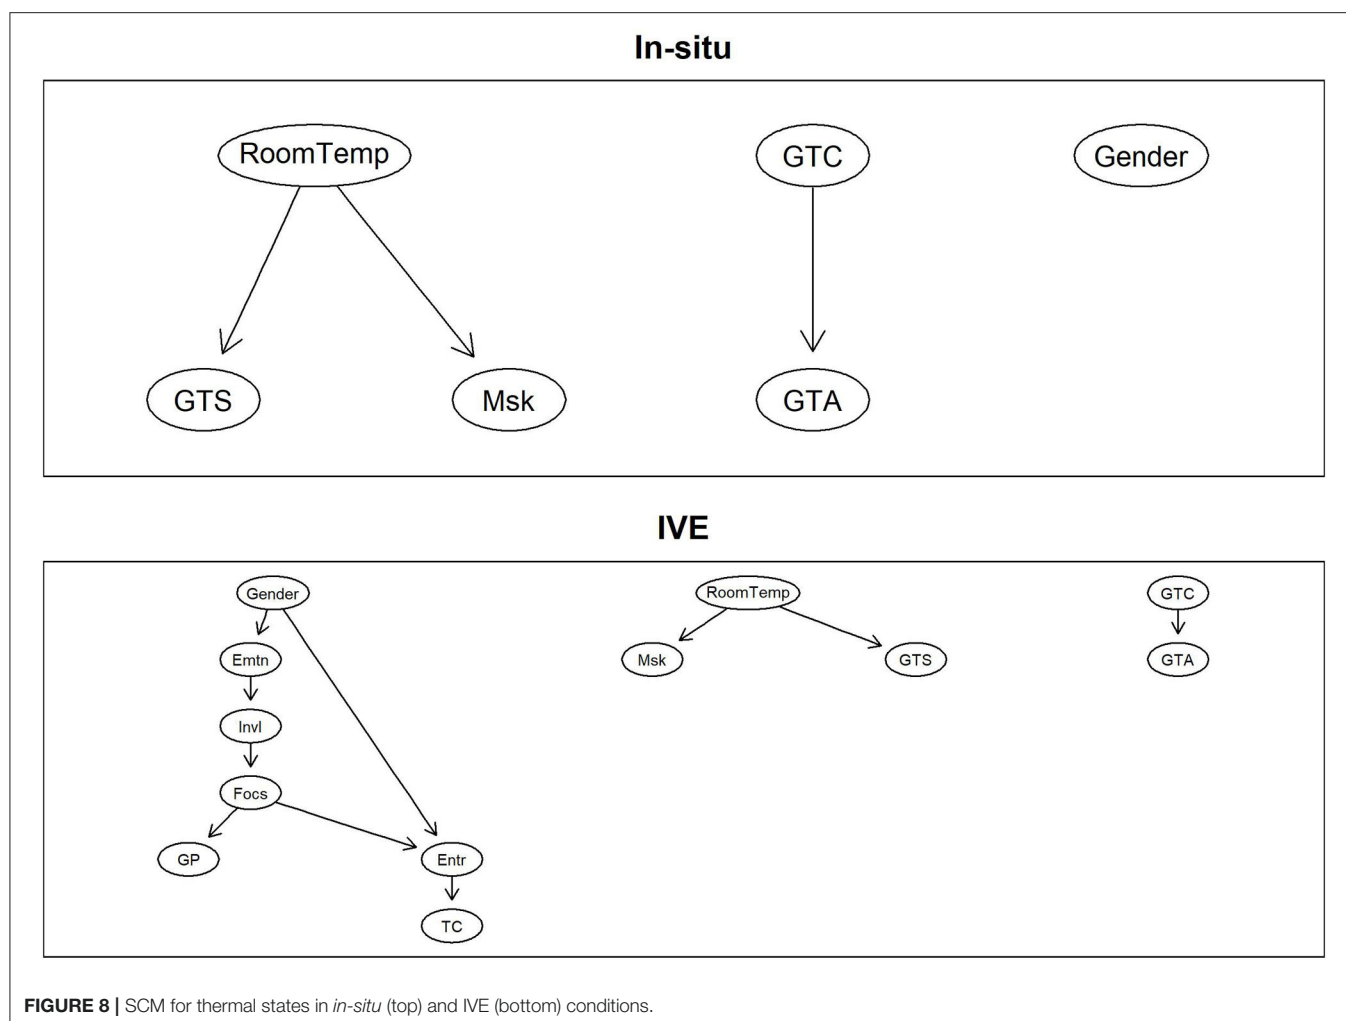 In-situ
RoomTemp GTC Gender
GTS Msk GTA
IVE
Gender RoomTemp GTC
Emtn Msk GTS GTA
Invl
Focs
GP Entr
TC
FIGURE 8 | SCM for thermal states in in-situ (top) and IVE (bottom) conditions.